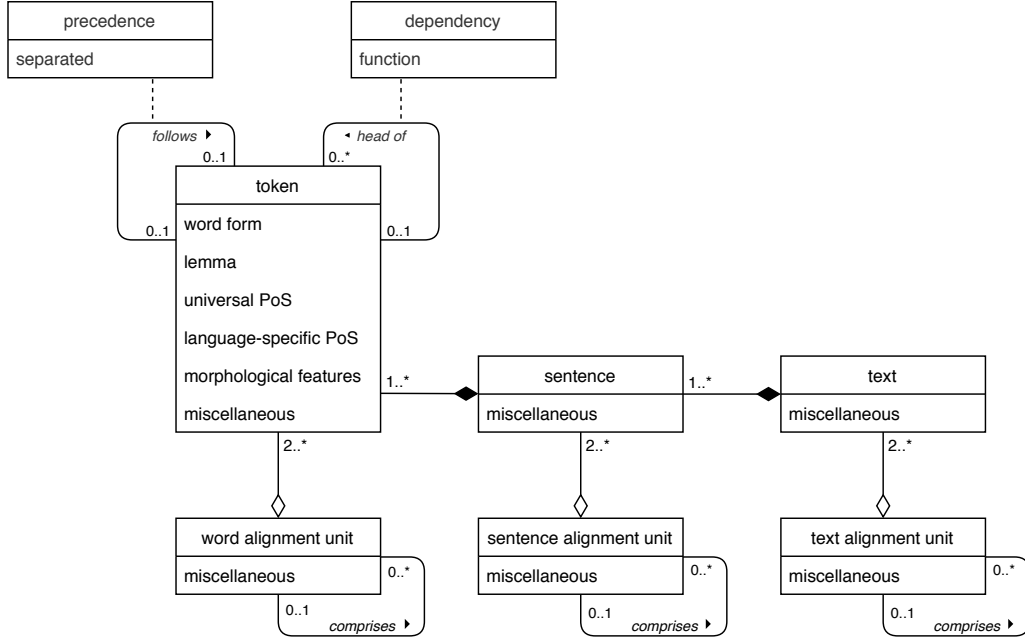 precedence
separated
dependency
function
follows
head of
0..1
0..*
0..1
0..1
token
word form
lemma
universal PoS
language-specific PoS
morphological features
miscellaneous
1..*
sentence
miscellaneous
1..*
text
miscellaneous
2..*
2..*
2..*
word alignment unit
miscellaneous
0..*
0..1
comprises
sentence alignment unit
miscellaneous
0..*
0..1
comprises
text alignment unit
miscellaneous
0..*
0..1
comprises